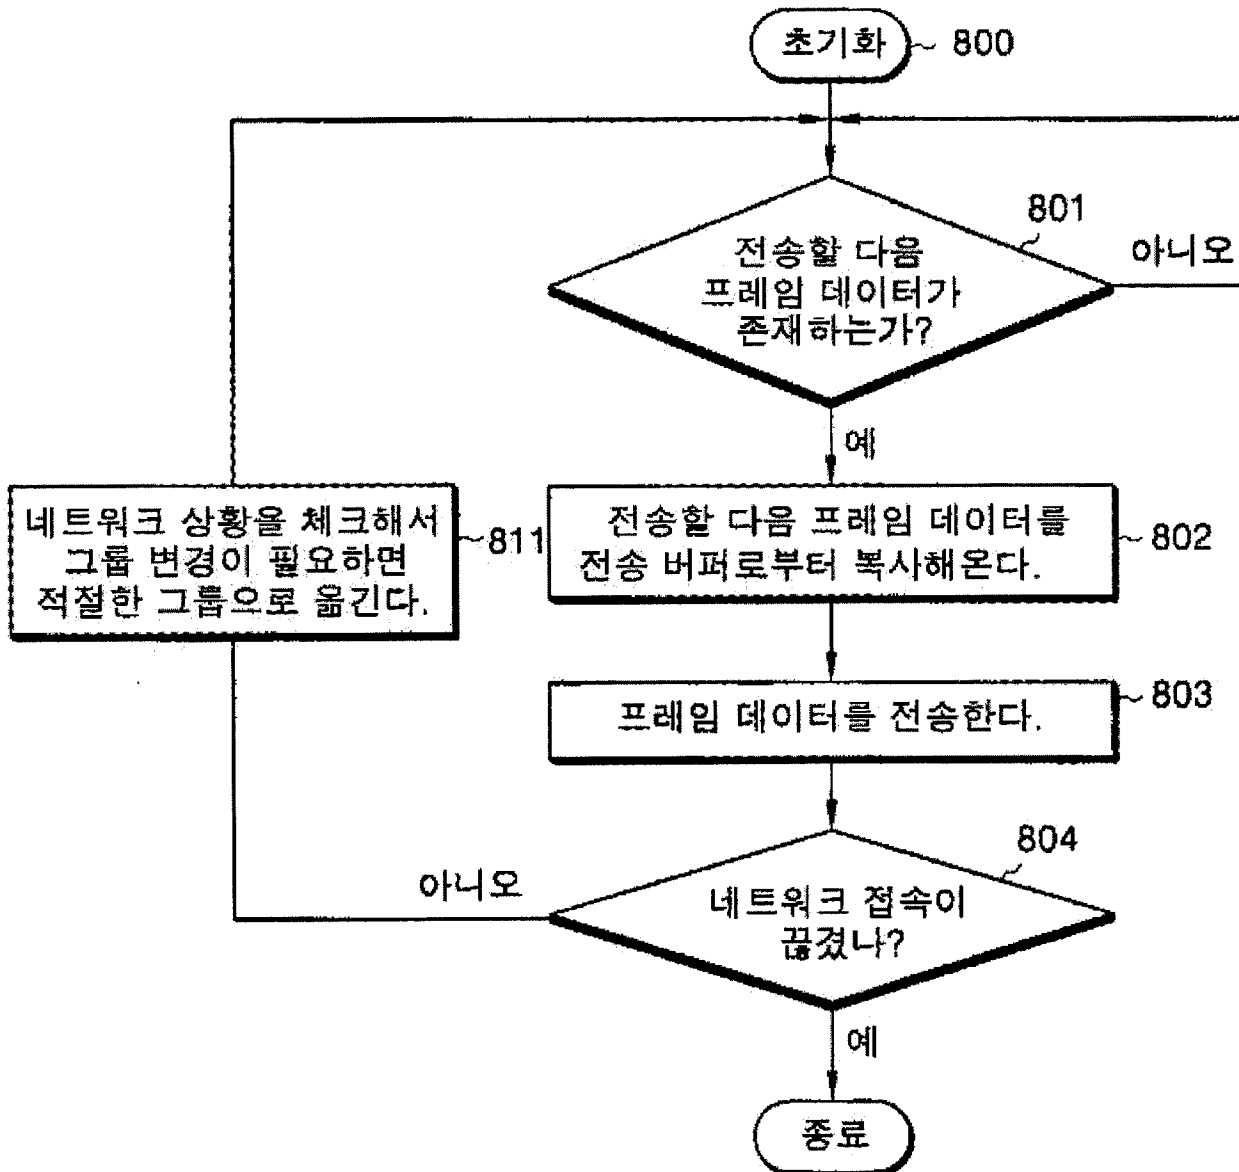 초기화
800
801
전송할 다음
프레임 데이터가
존재하는가?
아니오
예
네트워크 상황을 체크해서
그룹 변경이 필요하면
적절한 그룹으로 옮긴다.
811
전송할 다음 프레임 데이터를
전송 버퍼로부터 복사해온다.
802
프레임 데이터를 전송한다.
803
804
아니오
네트워크 접속이
끊겼나?
예
종료